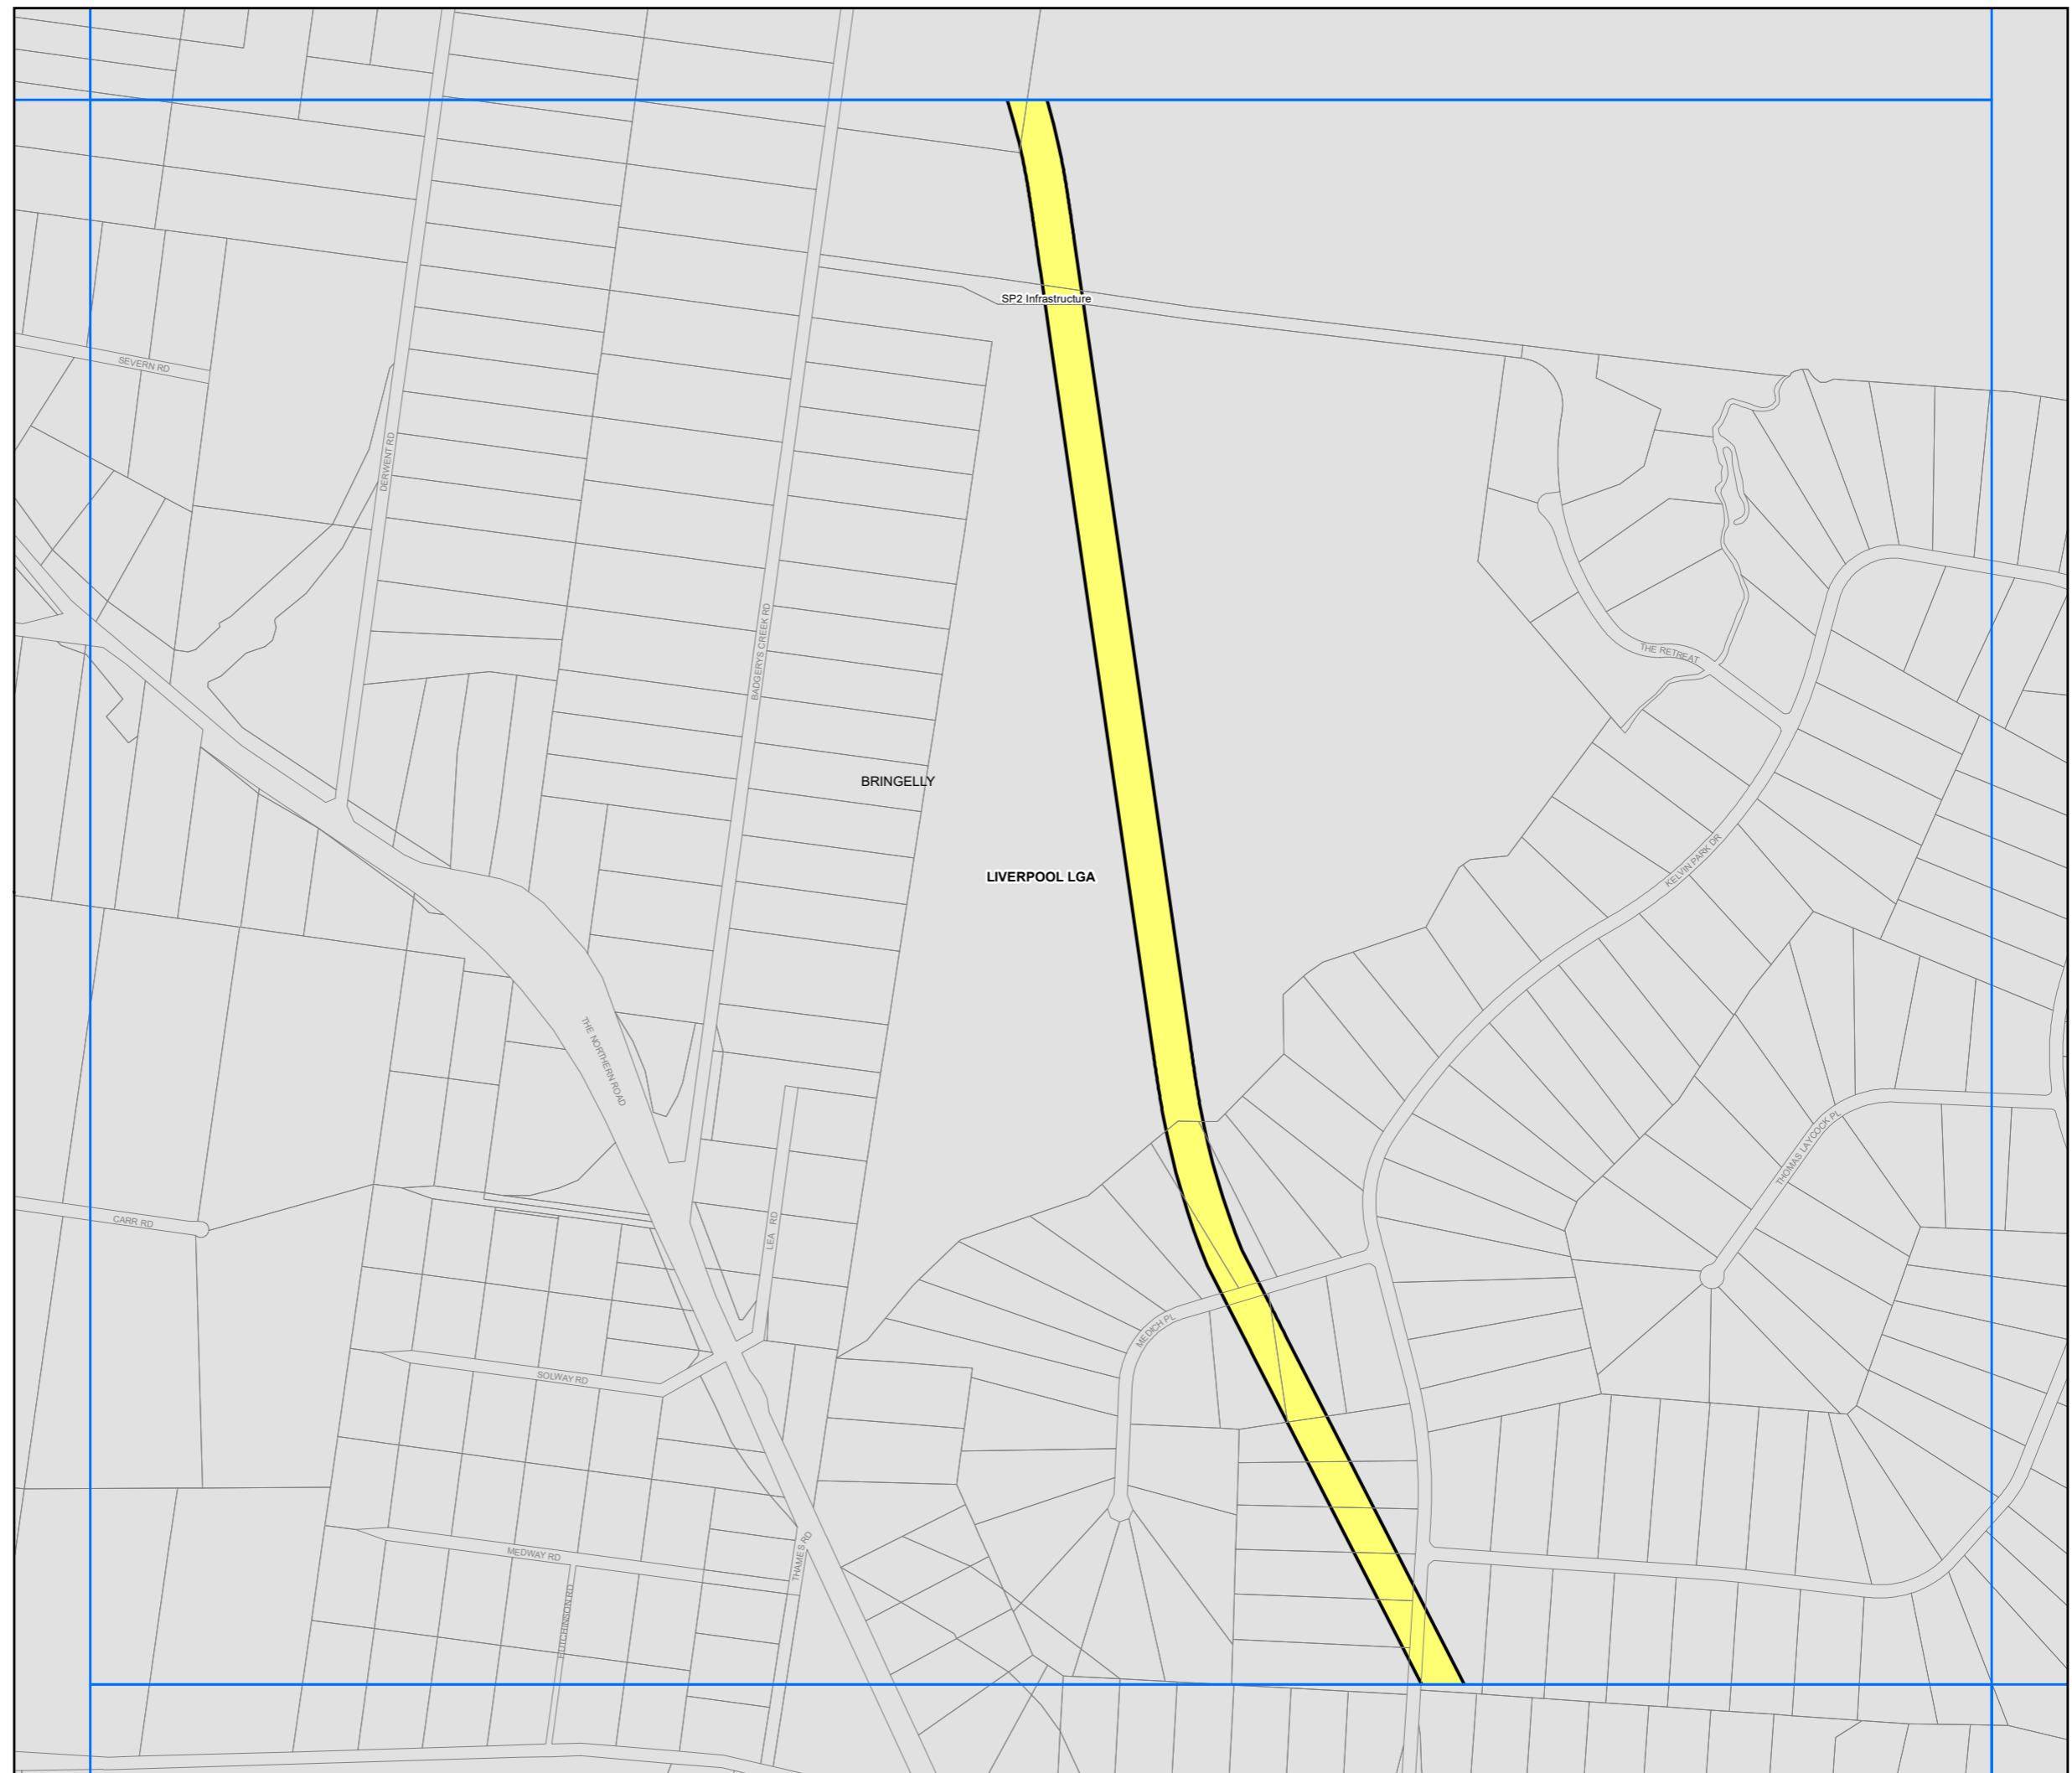 SP2 Infrastructure
SEVERN RD
DERWENT RD
BADGERYS CREEK RD
THE RETREAT
BRINGELLY
KELVIN PARK DR
LIVERPOOL LGA
THE NORTHERN ROAD
THOMAS LAYCOCK PL
CARR RD
LEA RD
MEDICH PL
SOLWAY RD
MEDWAY RD
THAMES RD
HUTCHINSON RD